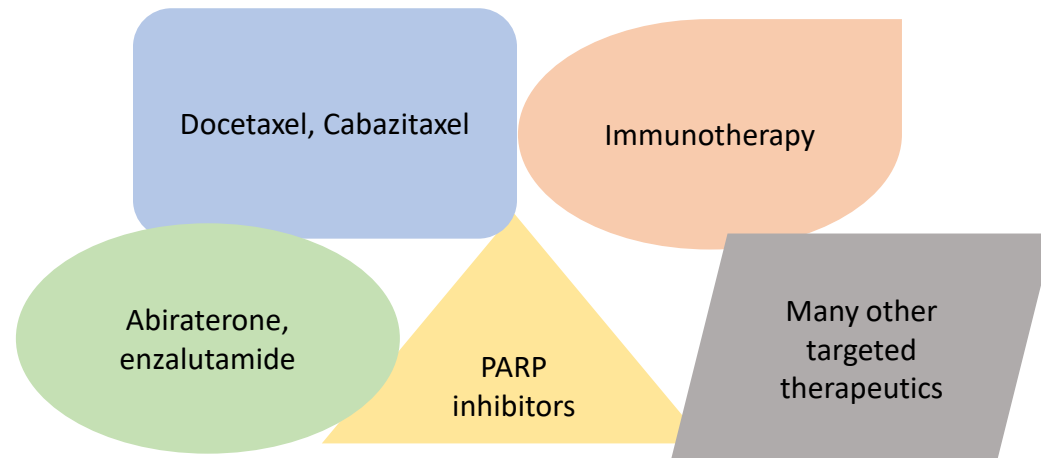 Docetaxel, Cabazitaxel
Immunotherapy
Abiraterone,
enzalutamide
PARP
inhibitors
Many other
targeted
therapeutics